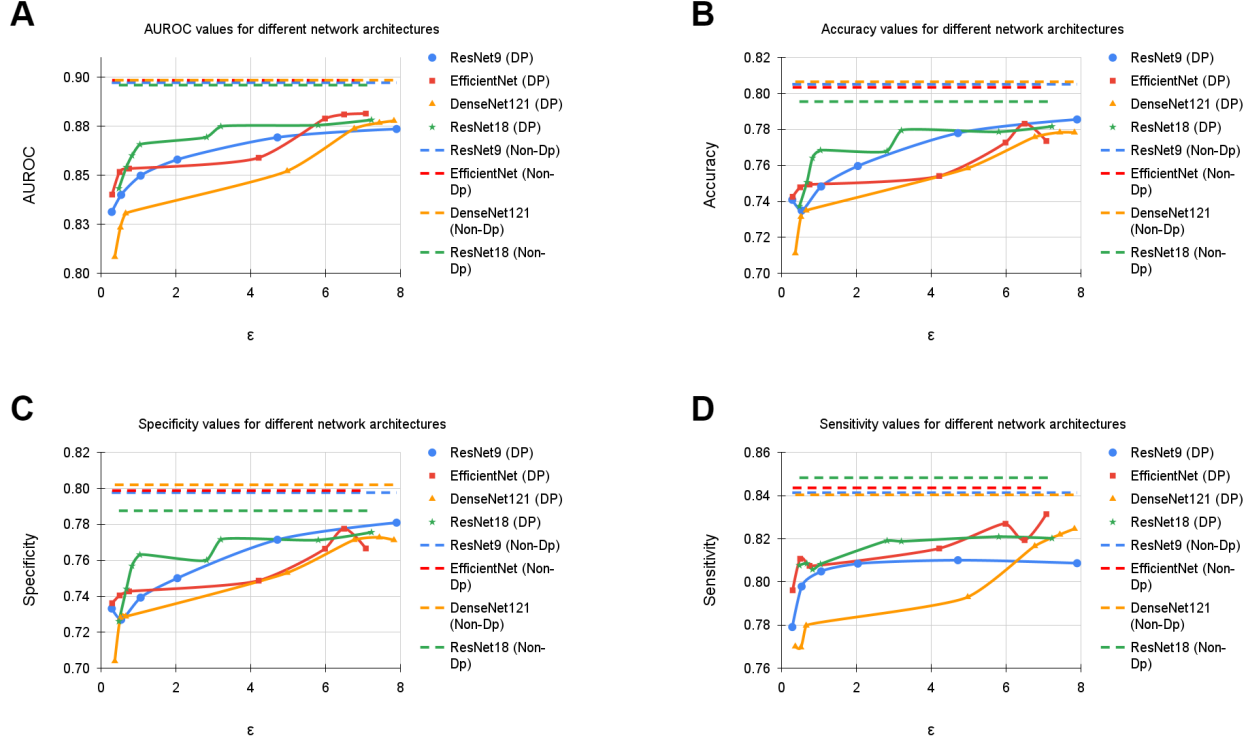 A
AUROC values for different network architectures
AUROC
0.90
0.88
0.85
0.83
0.80
0
2
4
6
8
ε
ResNet9 (DP)
EfficientNet (DP)
DenseNet121 (DP)
ResNet18 (DP)
ResNet9 (Non-Dp)
EfficientNet (Non-
Dp)
DenseNet121
(Non-Dp)
ResNet18 (Non-
Dp)
B
Accuracy values for different network architectures
Accuracy
0.82
0.80
0.78
0.76
0.74
0.72
0.70
0
2
4
6
8
ε
ResNet9 (DP)
EfficientNet (DP)
DenseNet121 (DP)
ResNet18 (DP)
ResNet9 (Non-Dp)
EfficientNet (Non-
Dp)
DenseNet121
(Non-Dp)
ResNet18 (Non-
Dp)
C
Specificity values for different network architectures
Specificity
0.82
0.80
0.78
0.76
0.74
0.72
0.70
0
2
4
6
8
ε
ResNet9 (DP)
EfficientNet (DP)
DenseNet121 (DP)
ResNet18 (DP)
ResNet9 (Non-Dp)
EfficientNet (Non-
Dp)
DenseNet121
(Non-Dp)
ResNet18 (Non-
Dp)
D
Sensitivity values for different network architectures
Sensitivity
0.86
0.84
0.82
0.80
0.78
0.76
0
2
4
6
8
ε
ResNet9 (DP)
EfficientNet (DP)
DenseNet121 (DP)
ResNet18 (DP)
ResNet9 (Non-Dp)
EfficientNet (Non-
Dp)
DenseNet121
(Non-Dp)
ResNet18 (Non-
Dp)